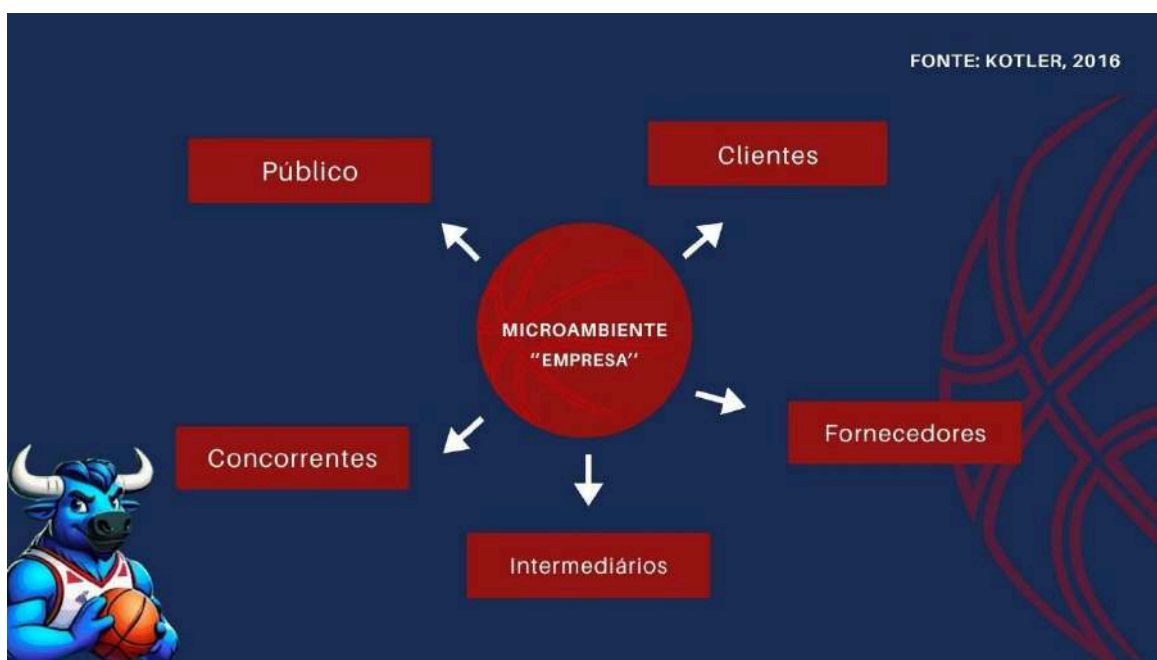 FONTE: KOTLER, 2016
Público
Clientes
MICROAMBIENTE
"EMPRESA"
Concorrentes
Fornecedores
Intermediários